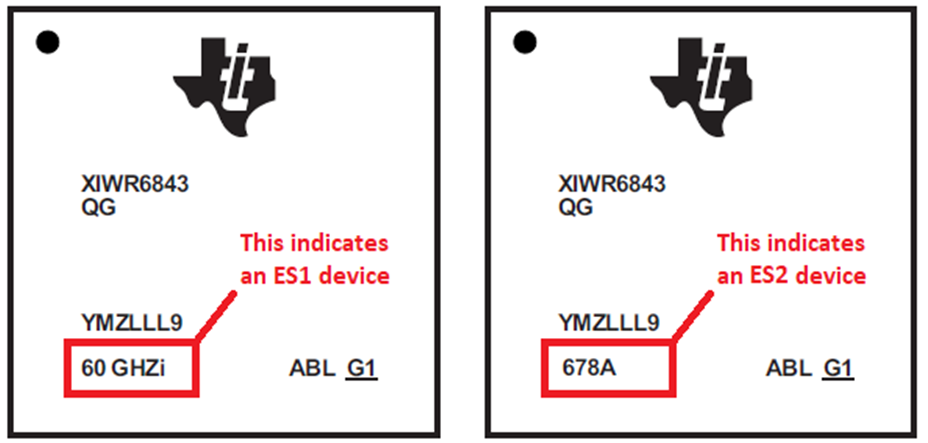 XIWR6843
QG
This indicates
an ES1 device
YMZLLL9
60 GHZi
ABL G1
XIWR6843
QG
This indicates
an ES2 device
YMZLLL9
678A
ABL G1